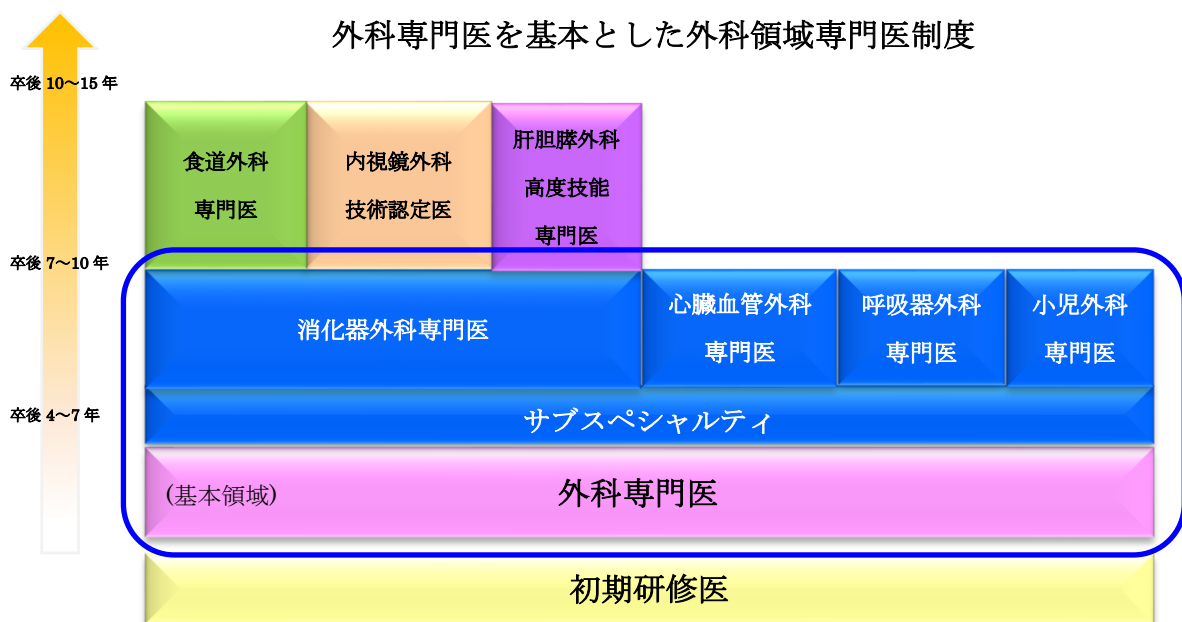 外科専門医を基本とした外科領域専門医制度
卒後 10～15 年
食道外科
専門医
内視鏡外科
技術認定医
肝胆膵外科
高度技能
専門医
卒後 7～10 年
消化器外科専門医
心臓血管外科
専門医
呼吸器外科
専門医
小児外科
専門医
卒後 4～7 年
サブスペシャルティ
(基本領域)
外科専門医
初期研修医